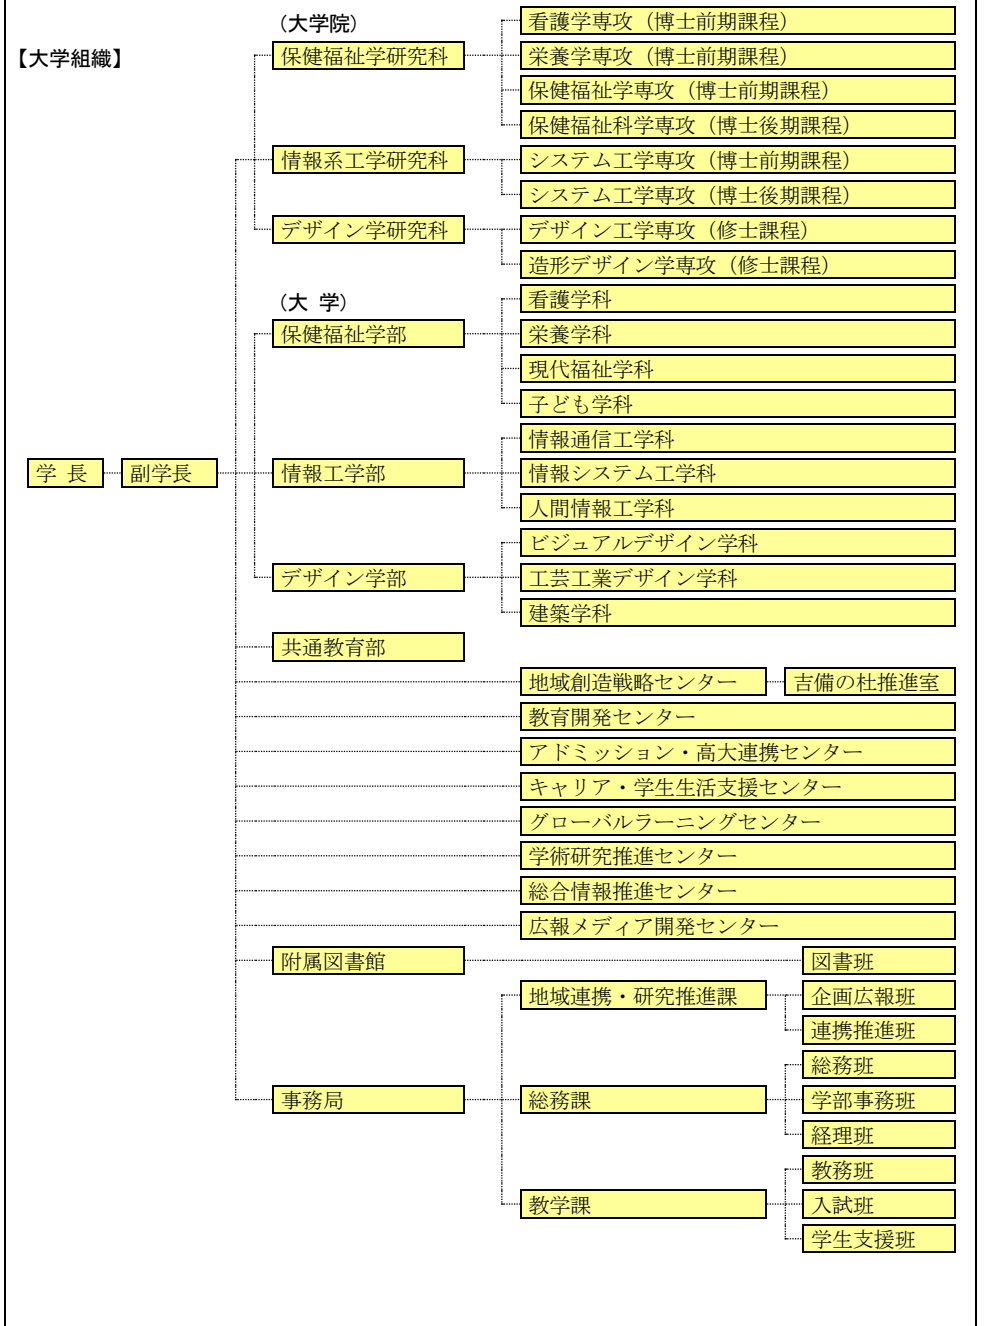 （大学院）
【大学組織】
保健福祉学研究科
看護学専攻（博士前期課程）
栄養学専攻（博士前期課程）
保健福祉学専攻（博士前期課程）
保健福祉科学専攻（博士後期課程）
情報系工学研究科
システム工学専攻（博士前期課程）
システム工学専攻（博士後期課程）
デザイン学研究科
デザイン工学専攻（修士課程）
造形デザイン学専攻（修士課程）
（大 学）
保健福祉学部
看護学科
栄養学科
現代福祉学科
子ども学科
学 長
副学長
情報工学部
情報通信工学科
情報システム工学科
人間情報工学科
デザイン学部
ビジュアルデザイン学科
工芸工業デザイン学科
建築学科
共通教育部
地域創造戦略センター
吉備の杜推進室
教育開発センター
アドミッション・高大連携センター
キャリア・学生生活支援センター
グローバルラーニングセンター
学術研究推進センター
総合情報推進センター
広報メディア開発センター
附属図書館
図書班
事務局
地域連携・研究推進課
企画広報班
連携推進班
総務課
総務班
学部事務班
経理班
教学課
教務班
入試班
学生支援班